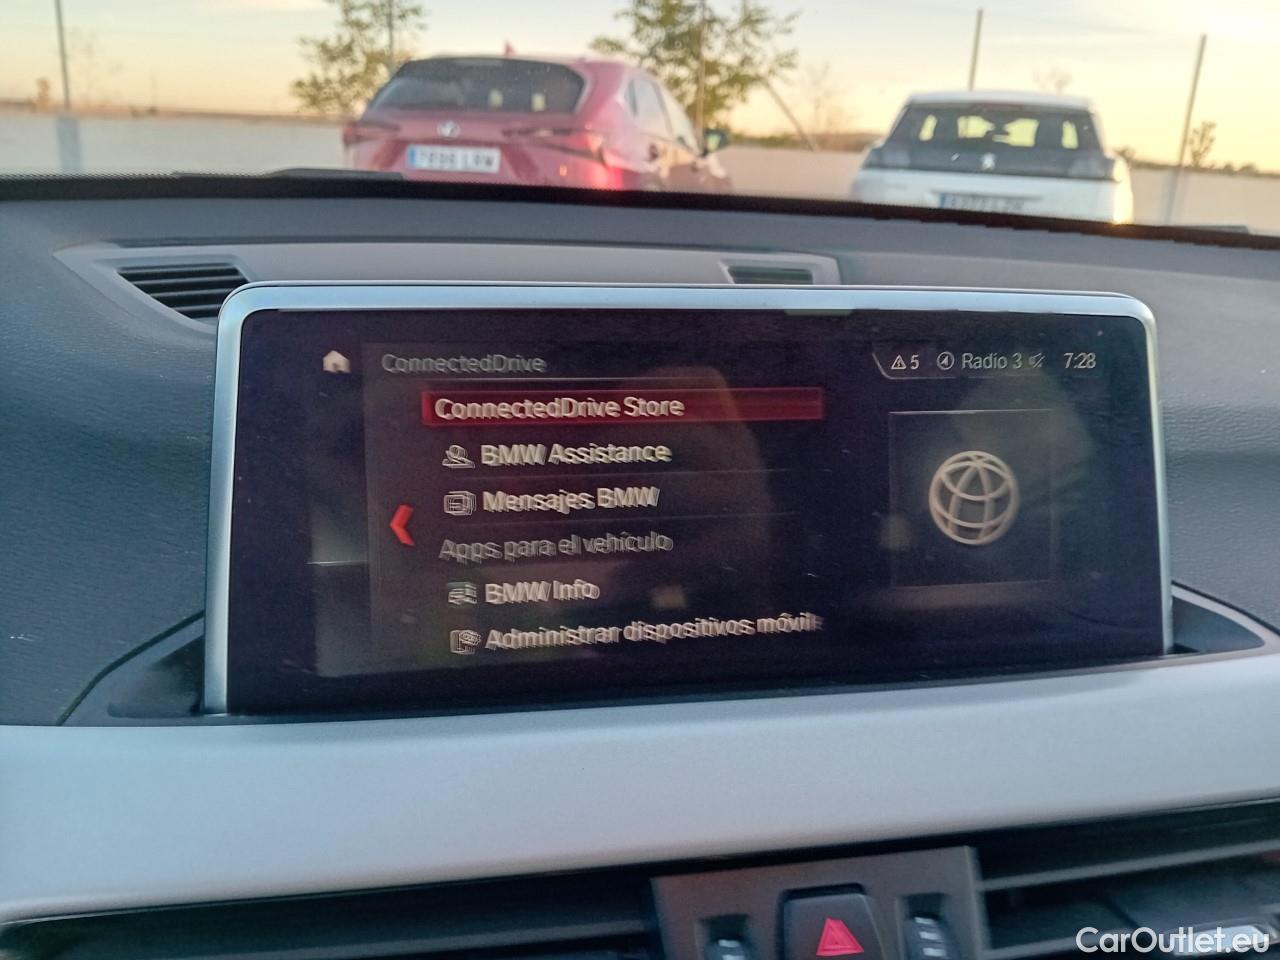 ConnectedDrive
5 Radio 3 7:28
ConnectedDrive Store
BMW Assistance
Mensajes BMW
Apps para el vehículo
BMW Info
Administrar dispositivos móvil
CarOutlet.eu